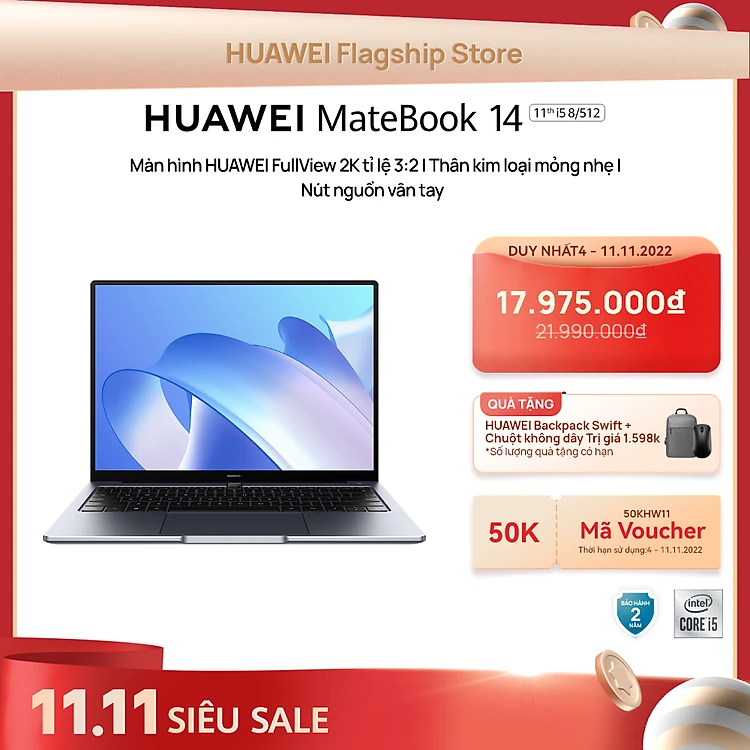 HUAWEI Flagship Store
HUAWEI MateBook 14 11th i5 8/512
Màn hình HUAWEI FullView 2K tỉ lệ 3:2 I Thân kim loại mỏng nhẹ I
Nút nguồn vân tay
DUY NHẤT4 - 11.11.2022
17.975.000đ
21.990.000đ
QUÀ TẶNG
HUAWEI Backpack Swift +
Chuột không dây Trị giá 1.598k
*Số lượng quà tặng có hạn
50K
50KHW11
Mã Voucher
Thời hạn sử dụng:4 - 11.11.2022
HUAWEI
BẢO HÀNH
2
NĂM
intel
CORE i5
11.11 SIÊU SALE